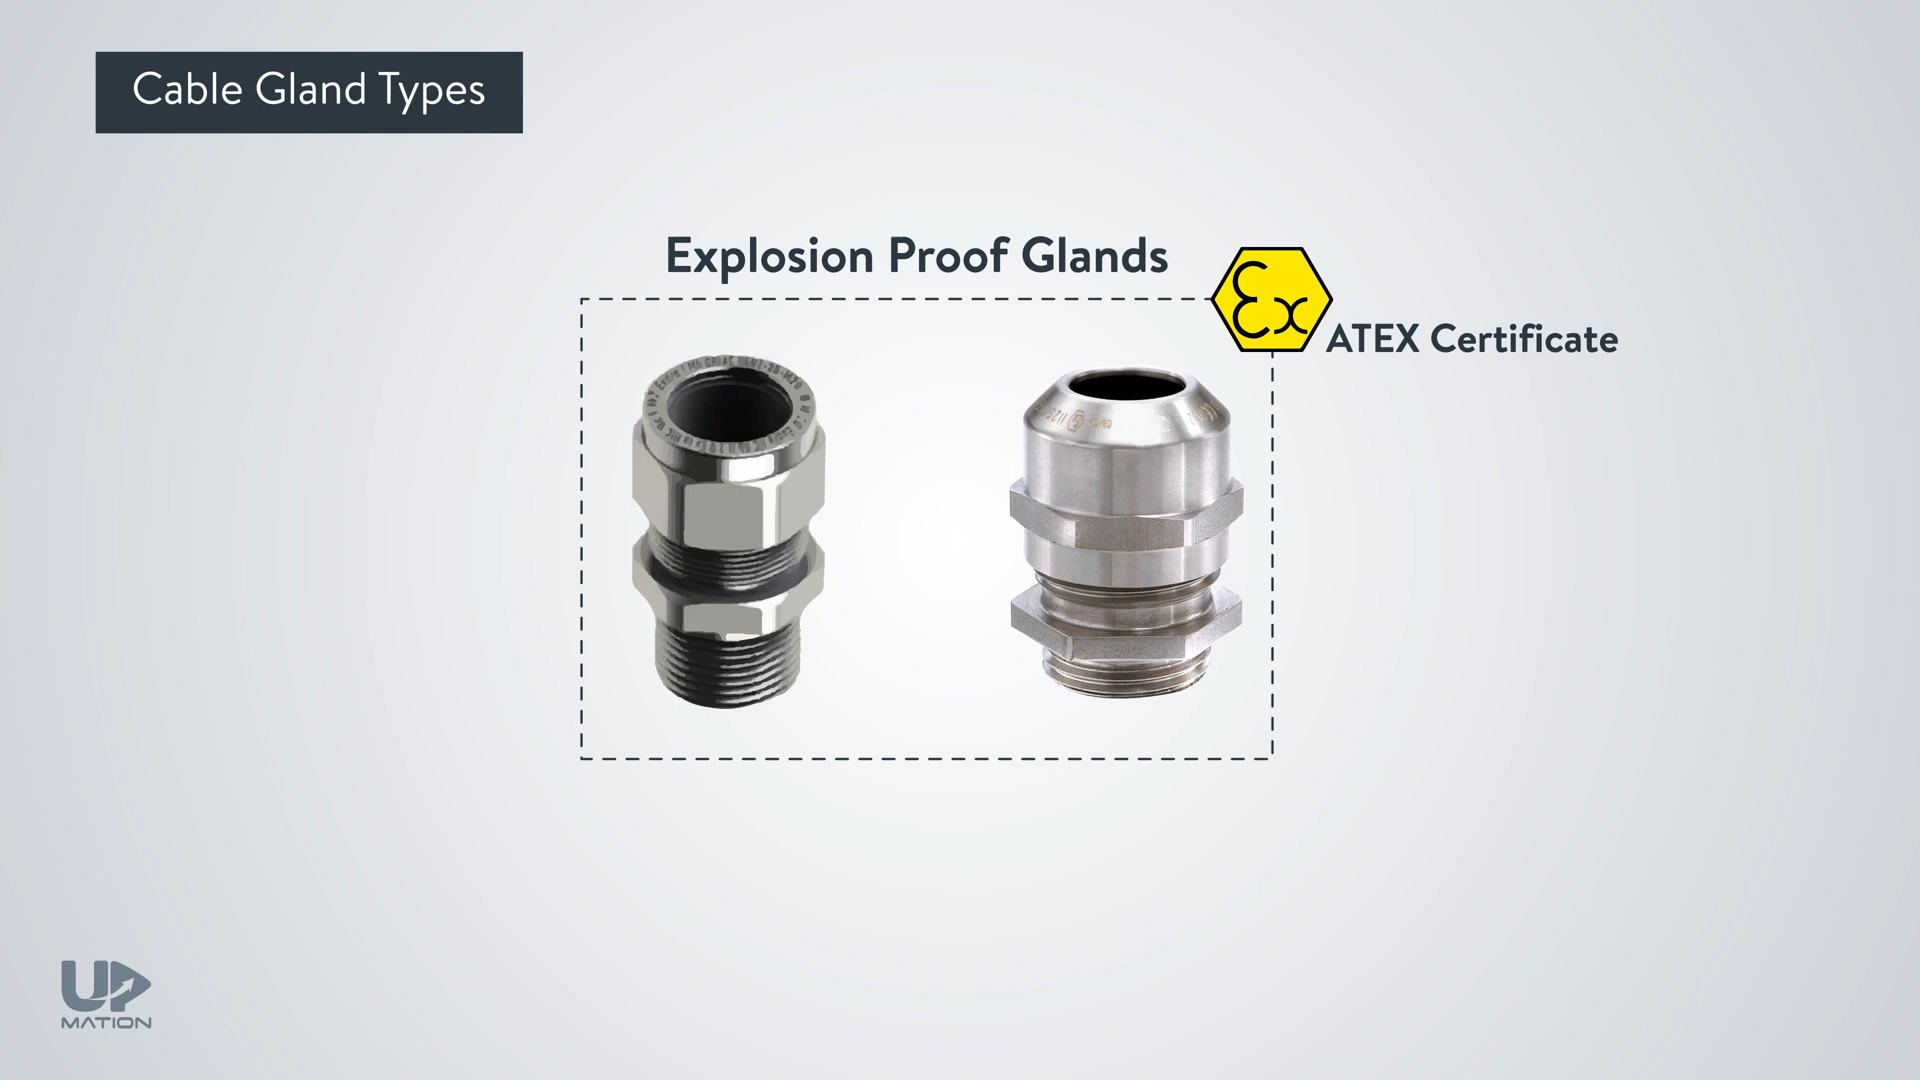 Cable Gland Types
Explosion Proof Glands
Ex
ATEX Certificate
UP
MATION